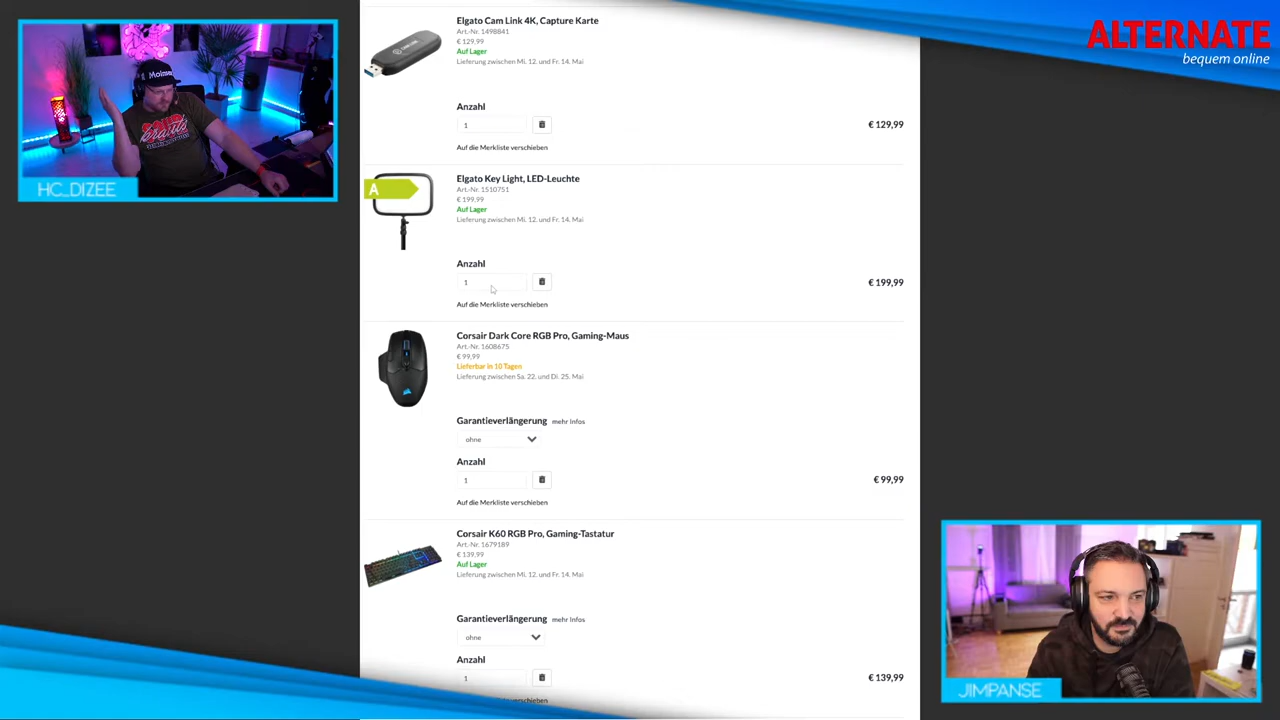 Elgato Cam Link 4K, Capture Karte
Art.-Nr. 1498841
€ 129,99
Auf Lager
Lieferung zwischen Mi. 12. und Fr. 14. Mai
Anzahl
1
€ 129,99
Auf die Merkliste verschieben
ALTERNATE
bequem online
HC_DIZEE
A
Elgato Key Light, LED-Leuchte
Art.-Nr. 1510751
€ 199,99
Auf Lager
Lieferung zwischen Mi. 12. und Fr. 14. Mai
Anzahl
1
€ 199,99
Auf die Merkliste verschieben
Corsair Dark Core RGB Pro, Gaming-Maus
Art.-Nr. 1608675
€ 99,99
Lieferbar in 10 Tagen
Lieferung zwischen Sa. 22. und Di. 25. Mai
Garantieverlängerung mehr Infos
ohne
Anzahl
1
€ 99,99
Auf die Merkliste verschieben
Corsair K60 RGB Pro, Gaming-Tastatur
Art.-Nr. 1679189
€ 139,99
Auf Lager
Lieferung zwischen Mi. 12. und Fr. 14. Mai
Garantieverlängerung mehr Infos
ohne
Anzahl
1
€ 139,99
verschieben
JIMPANSE